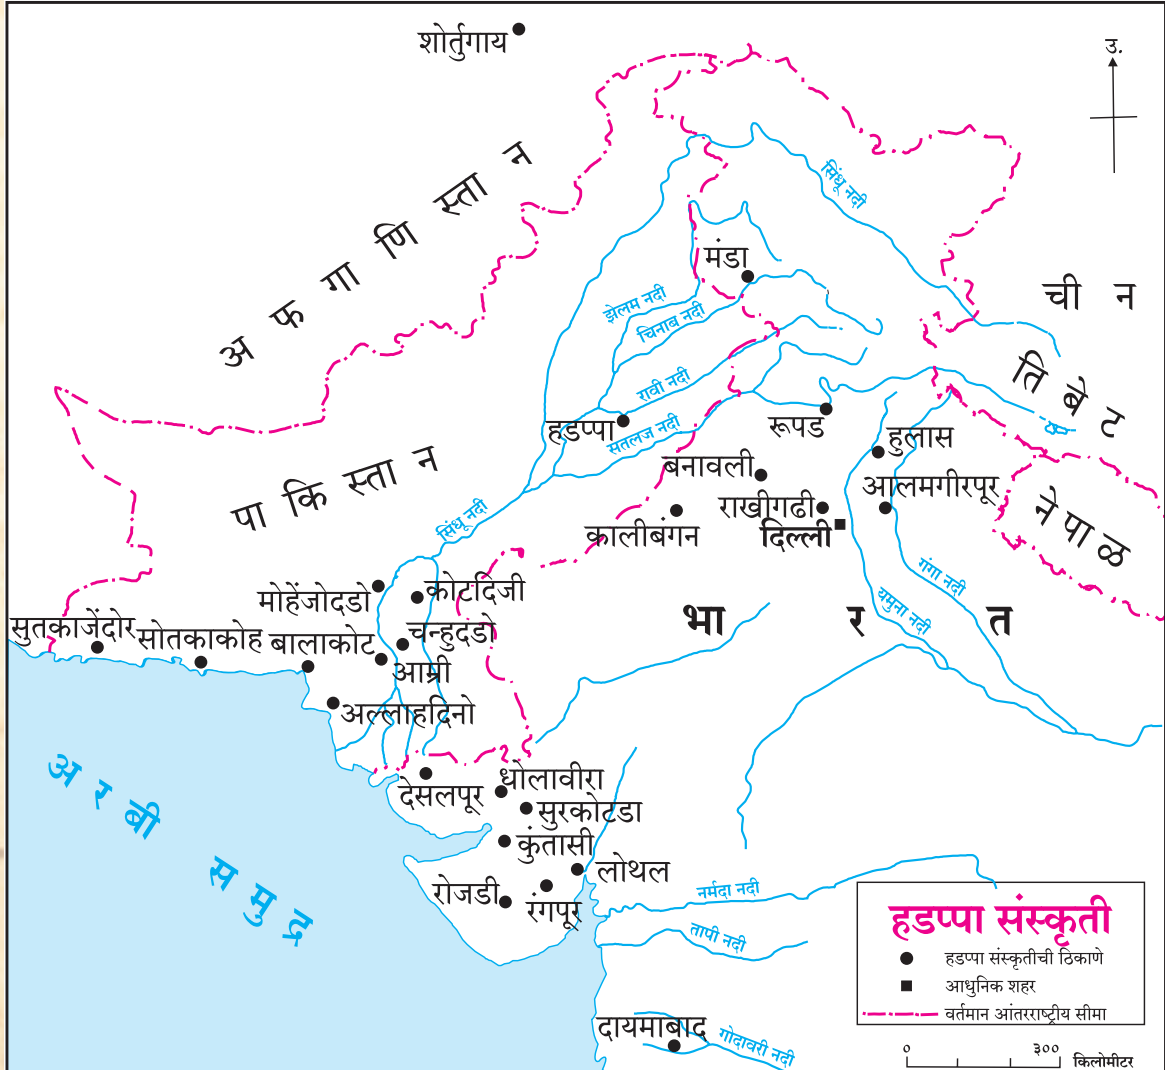 शोर्तुगाय
उ.
अफगाणिस्तान
सिंधू नदी
मंडा
चीन
झेलम नदी
चिनाब नदी
तिबेट
रावी नदी
हडप्पा
सतलज नदी
रूपड
हुलास
बनावली
आलमगीरपूर
पाकिस्तान
राखीगढी
नेपाळ
सिंधू नदी
कालीबंगन
दिल्ली
मोहेंजोदडो
कोटदिजी
गंगा नदी
यमुना नदी
भारत
सुतकाजेंदोर
सोतकाकोह
बालाकोट
चन्हुदडो
आम्री
अल्लाहदिनो
अरबी समुद्र
देसलपूर
धोलावीरा
सुरकोटडा
कुंतासी
लोथल
रोजडी
रंगपूर
नर्मदा नदी
तापी नदी
दायमाबाद
गोदावरी नदी
हडप्पा संस्कृती
हडप्पा संस्कृतीची ठिकाणे
आधुनिक शहर
वर्तमान आंतरराष्ट्रीय सीमा
० ३०० किलोमीटर